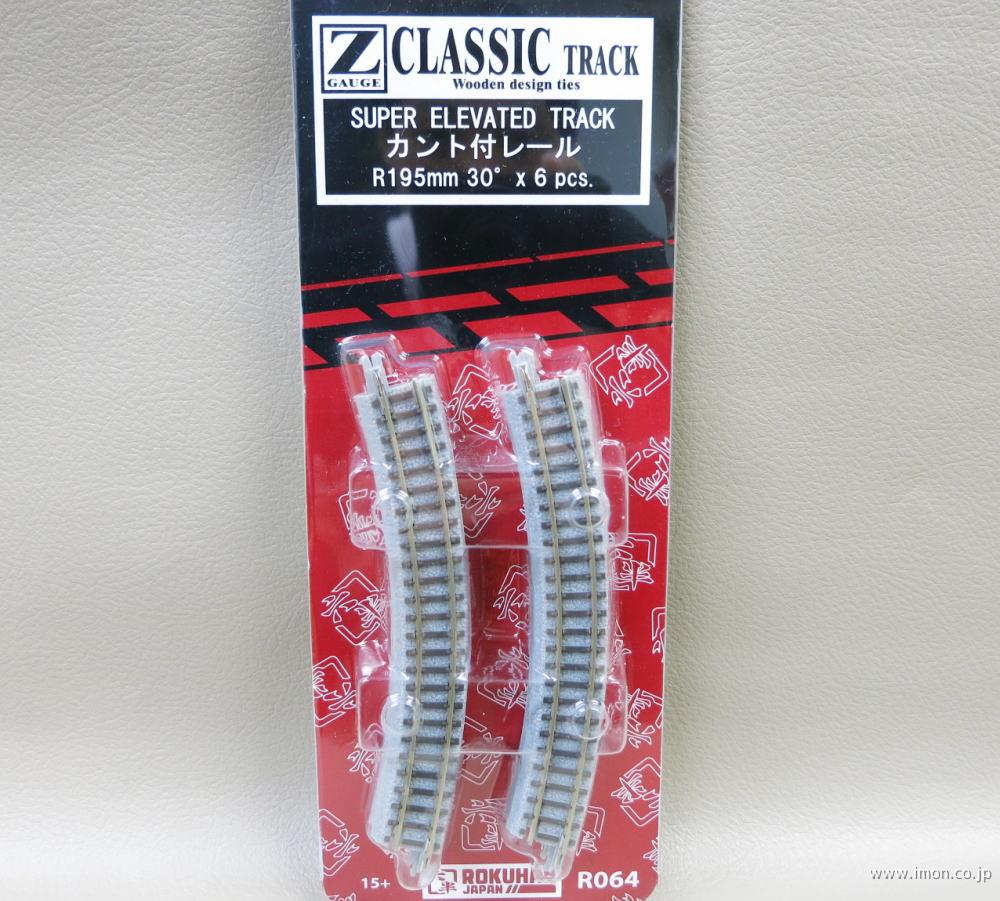 Z
GAUGE
CLASSIC TRACK
Wooden design ties
SUPER ELEVATED TRACK
カント付レール
R195mm 30° x 6 pcs.
15+
ROKUHA
JAPAN
R064
www.imon.co.jp